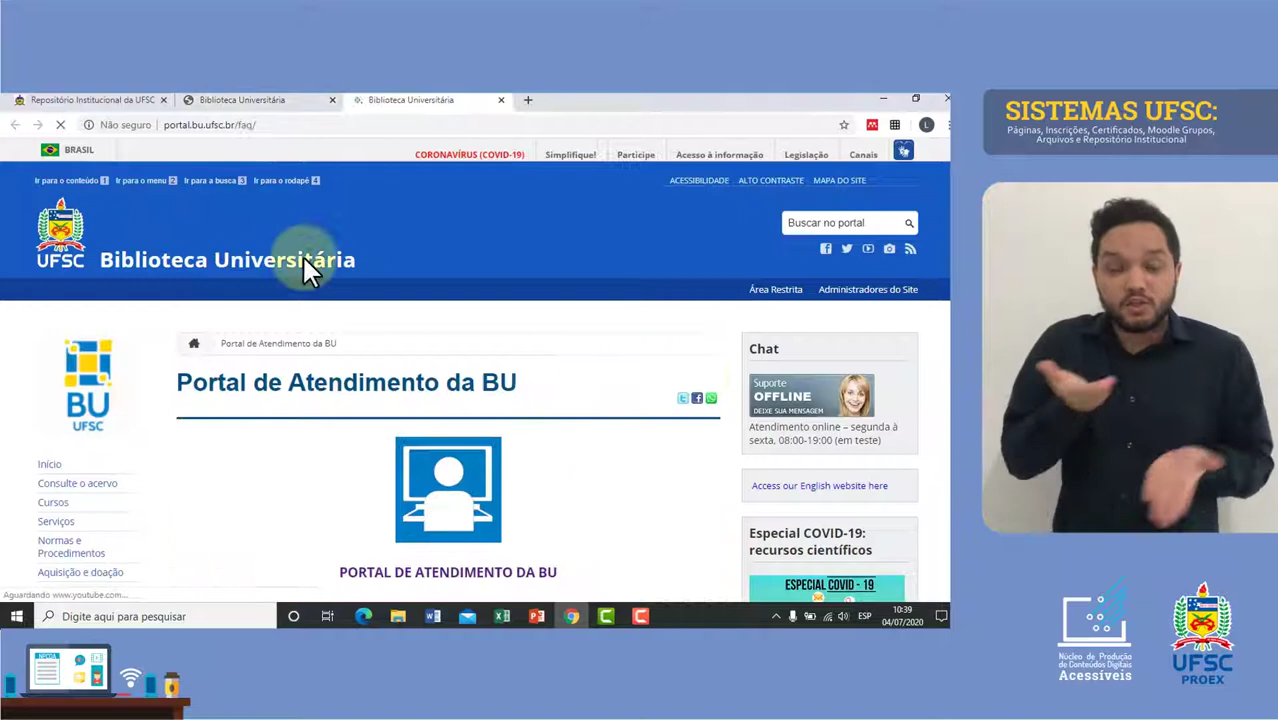 Repositório Institucional da UFSC
Biblioteca Universitária
Biblioteca Universitária
Não seguro
portal.bu.ufsc.br/faq/
L
BRASIL
CORONAVÍRUS (COVID-19)
Simplifique!
Participe
Acesso à informação
Legislação
Canais
Ir para o conteúdo 1
Ir para o menu 2
Ir para a busca 3
Ir para o rodapé 4
ACESSIBILIDADE
ALTO CONTRASTE
MAPA DO SITE
Buscar no portal
UFSC
Biblioteca Universitária
Área Restrita
Administradores do Site
BU
UFSC
Início
Consulte o acervo
Cursos
Serviços
Normas e
Procedimentos
Aquisição e doação
Aguardando www.youtube.com...
Portal de Atendimento da BU
Portal de Atendimento da BU
PORTAL DE ATENDIMENTO DA BU
Chat
Suporte
OFFLINE
DEIXE SUA MENSAGEM
Atendimento online – segunda à
sexta, 08:00-19:00 (em teste)
Access our English website here
Especial COVID-19:
recursos científicos
ESPECIAL COVID - 19
Digite aqui para pesquisar
ESP
10:39
04/07/2020
SISTEMAS UFSC:
Páginas, Inscrições, Certificados, Moodle Grupos,
Arquivos e Repositório Institucional
Núcleo de Produção
de Conteúdos Digitais
Acessíveis
UFSC
PROEX